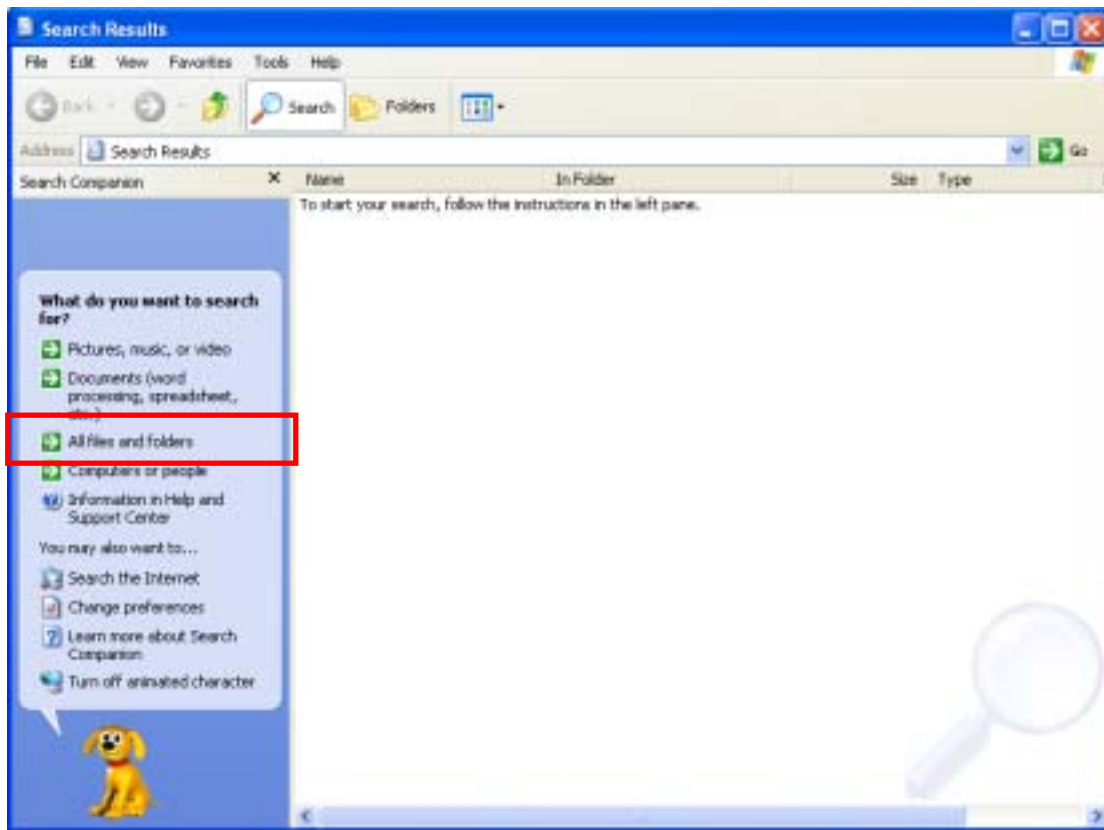 Search Results
File Edit View Favorites Tools Help
Back Search Folders
Address Search Results Go
Search Companion Name In Folder Size Type
To start your search, follow the instructions in the left pane.
What do you want to search
for?
Pictures, music, or video
Documents (word
processing, spreadsheet,
etc.)
All files and folders
Computers or people
Information in Help and
Support Center
You may also want to...
Search the Internet
Change preferences
Learn more about Search
Companion
Turn off animated character